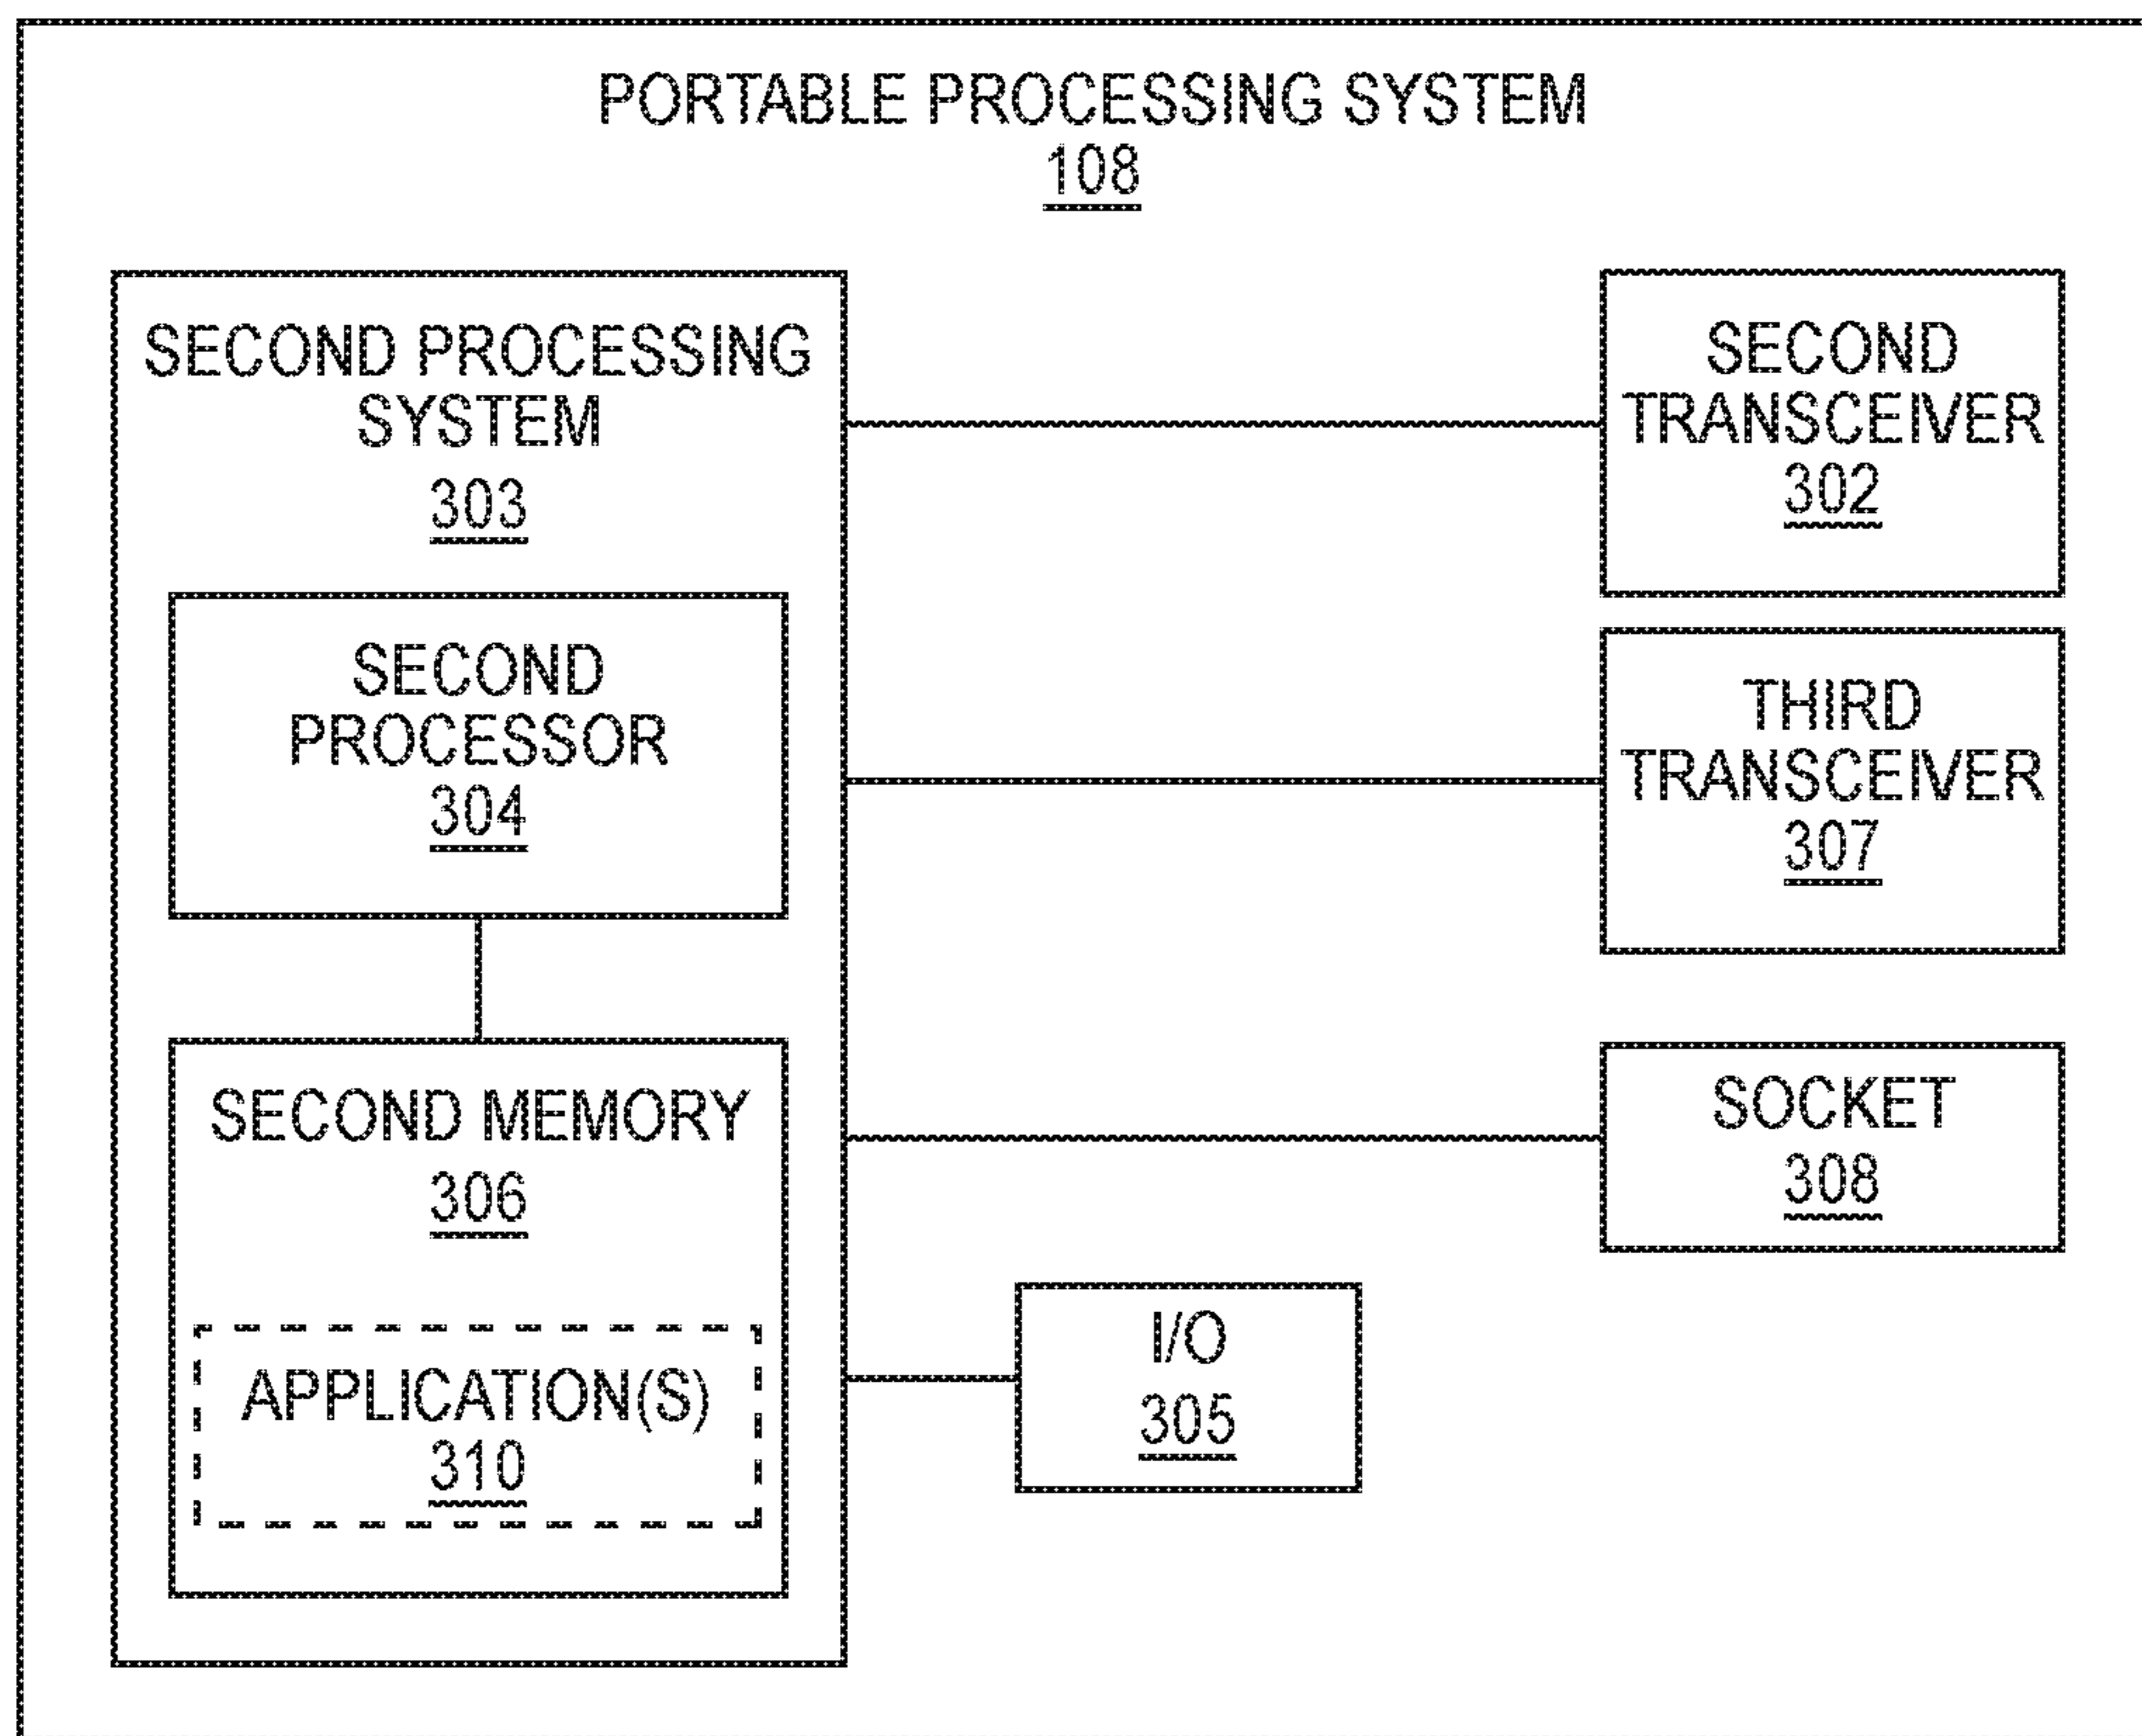 PORTABLE PROCESSING SYSTEM
108
SECOND PROCESSING
SYSTEM
303
SECOND
PROCESSOR
304
SECOND MEMORY
306
APPLICATION(S)
310
SECOND
TRANSCEIVER
302
THIRD
TRANSCEIVER
307
SOCKET
308
I/O
305